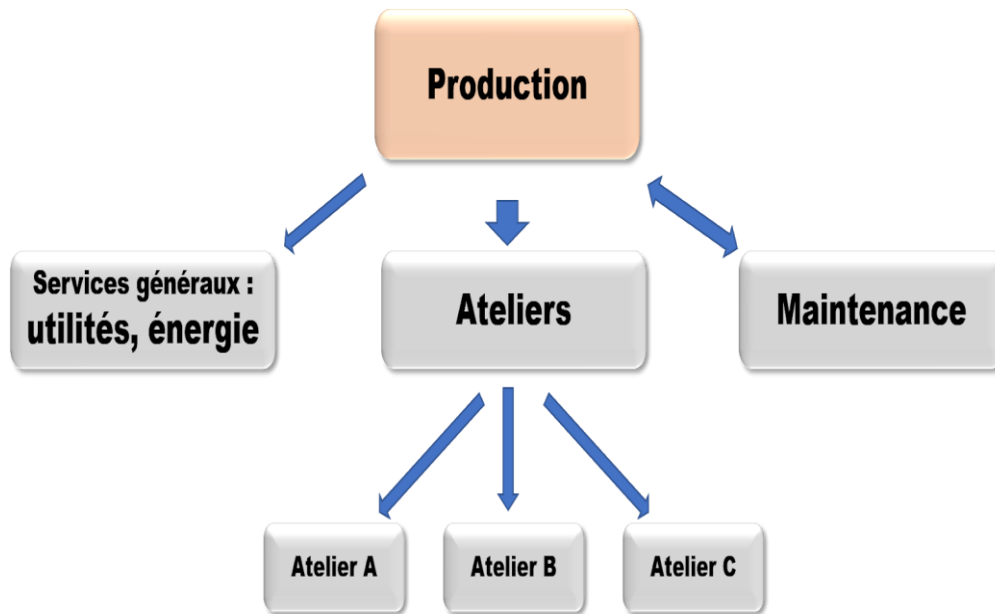 Production
Services généraux :
utilités, énergie
Ateliers
Maintenance
Atelier A
Atelier B
Atelier C